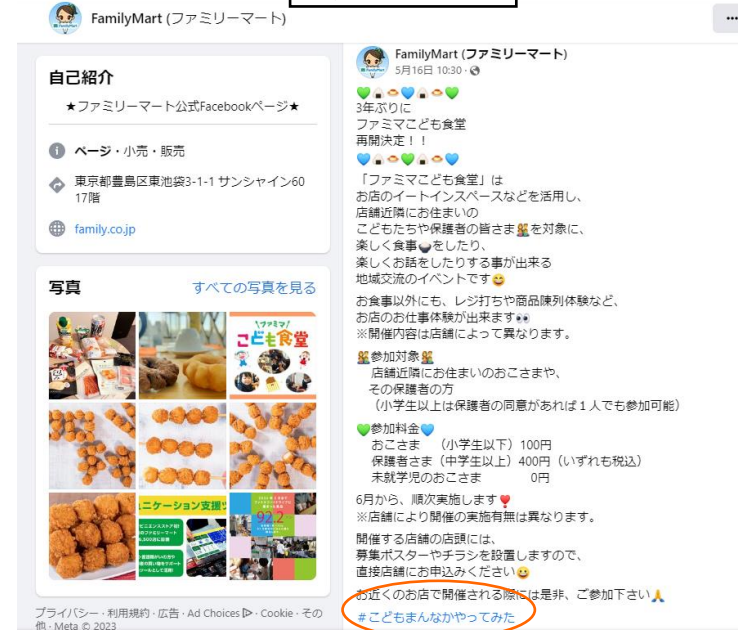 FamilyMart (ファミリーマート)
自己紹介
★ファミリーマート公式Facebookページ★
ページ・小売・販売
東京都豊島区東池袋3-1-1 サンシャイン60
17階
family.co.jp
写真
すべての写真を見る
\ファミマ/
こども食堂
ニケーション支援
922
プライバシー・利用規約・広告・Ad Choices・Cookie・その
他・Meta © 2023
FamilyMart (ファミリーマート)
5月16日 10:30
3年ぶりに
ファミマこども食堂
再開決定！！
「ファミマこども食堂」は
お店のイートインスペースなどを活用し、
店舗近隣にお住まいの
こどもたちや保護者の皆さまを対象に、
楽しく食事をしたり、
楽しくお話をしたりする事が出来る
地域交流のイベントです
お食事以外にも、レジ打ちや商品陳列体験など、
お店のお仕事体験が出来ます
※開催内容は店舗によって異なります。
参加対象
店舗近隣にお住まいのおこさまや、
その保護者の方
（小学生以上は保護者の同意があれば１人でも参加可能）
参加料金
おこさま （小学生以下）100円
保護者さま（中学生以上）400円（いずれも税込）
未就学児のおこさま 0円
6月から、順次実施します
※店舗により開催の実施有無は異なります。
開催する店舗の店頭には、
募集ポスターやチラシを設置しますので、
直接店舗にお申込みください
お近くのお店で開催される際には是非、ご参加下さい
#こどもまんなかやってみた